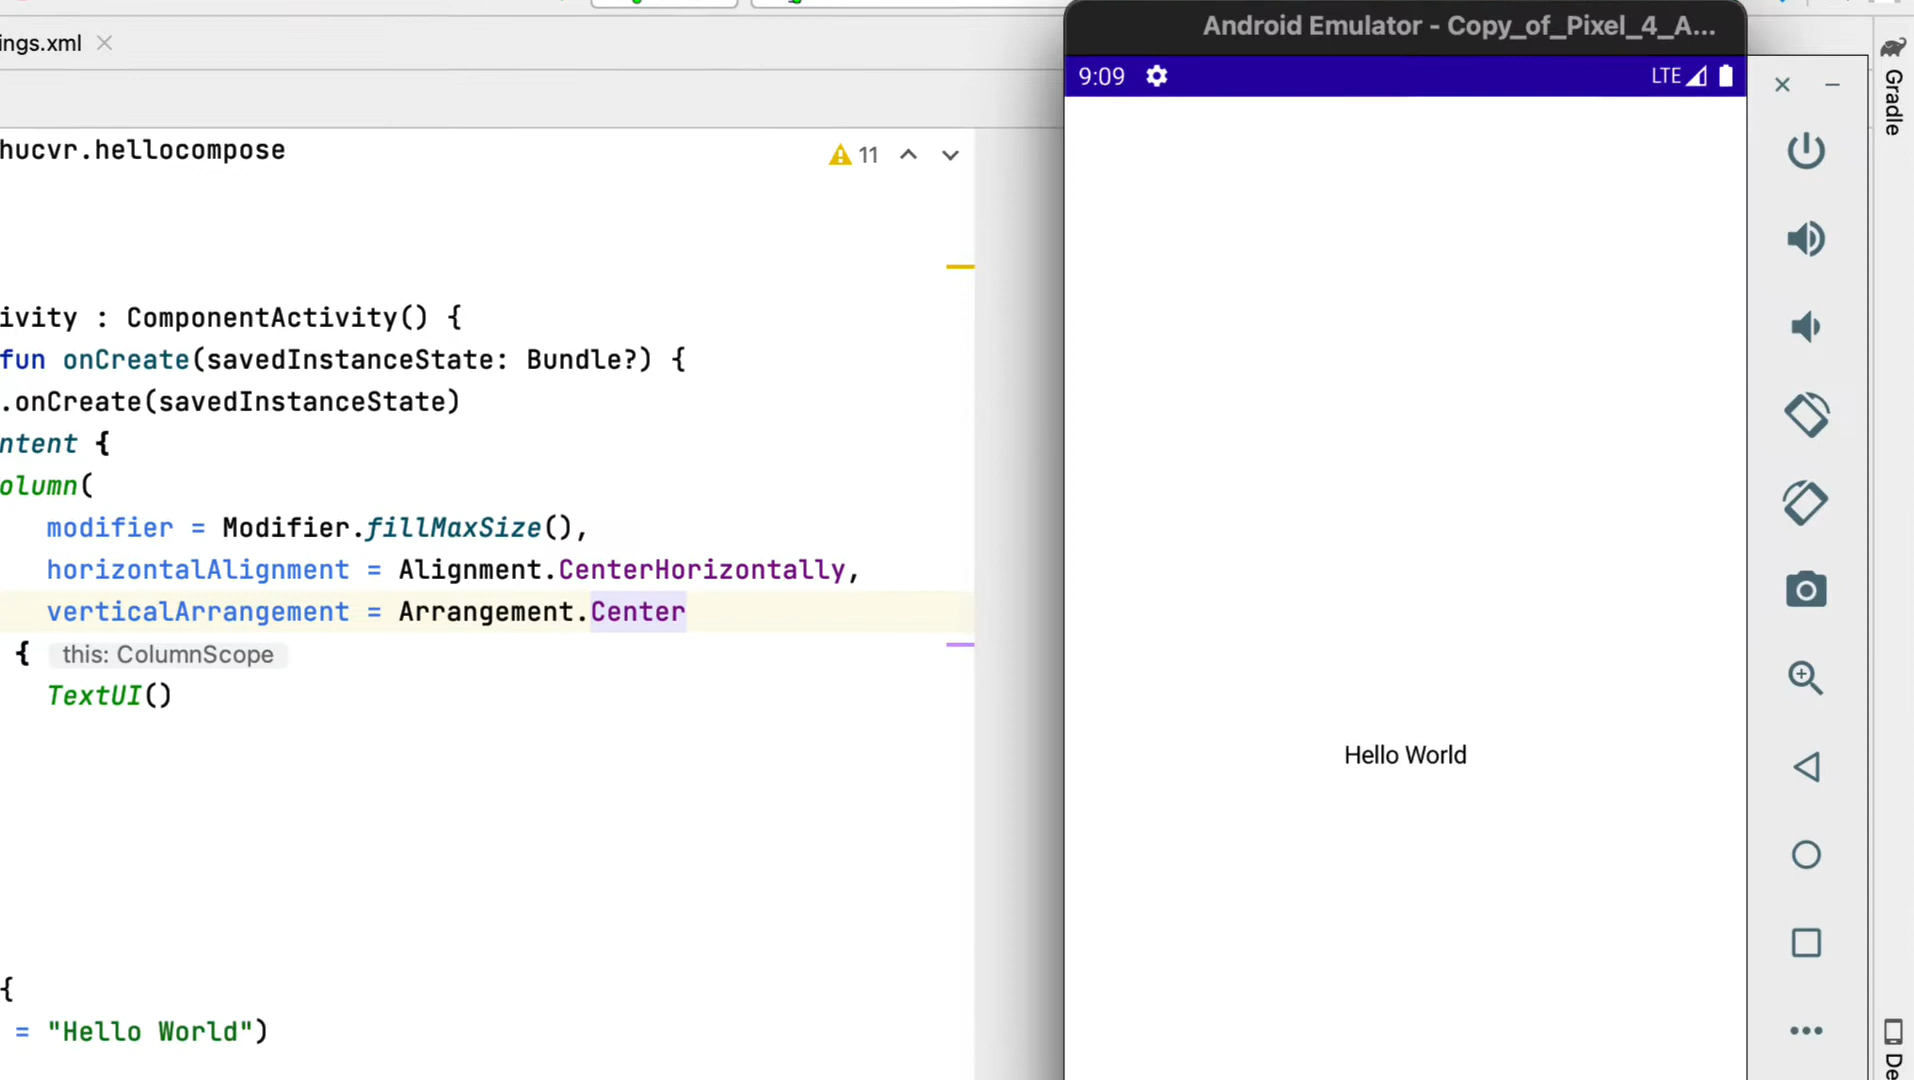 ings.xml
hucvr.hellocompose
11
ivity : ComponentActivity() {
fun onCreate(savedInstanceState: Bundle?) {
.onCreate(savedInstanceState)
ntent {
olumn(
modifier = Modifier.fillMaxSize(),
horizontalAlignment = Alignment.CenterHorizontally,
verticalArrangement = Arrangement.Center
{ this: ColumnScope
TextUI()
{
= "Hello World")
Android Emulator - Copy_of_Pixel_4_A...
9:09
LTE
Hello World
Gradle
De